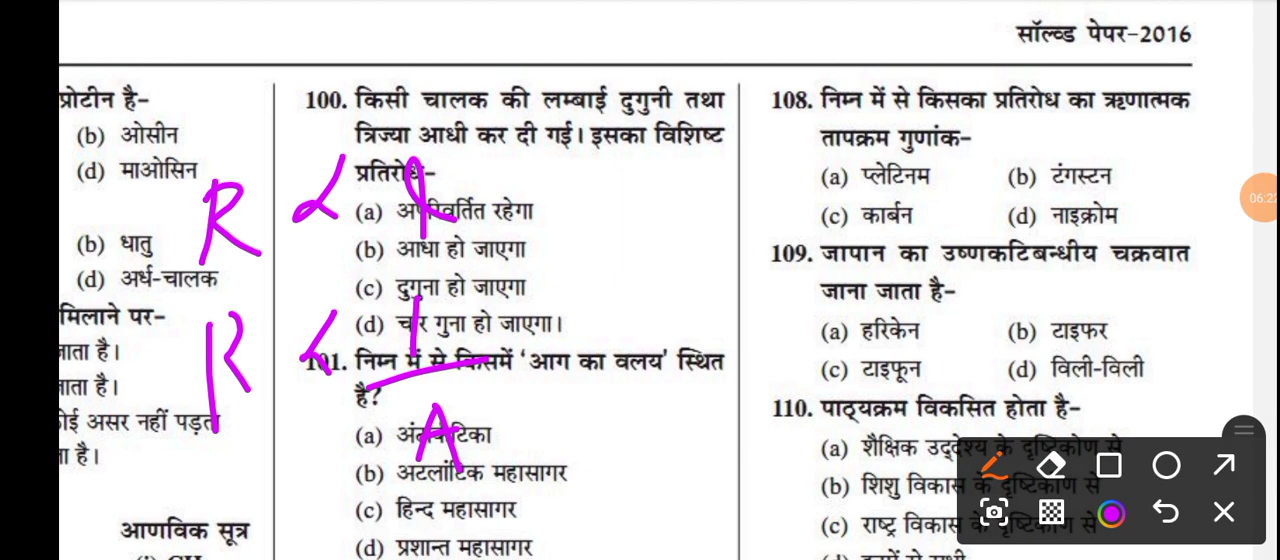 सॉल्व्ड पेपर-2016
प्रोटीन है-
(b) ओसीन
(d) माओसिन
(b) धातु
(d) अर्ध-चालक
मिलाने पर-
जाता है।
जाता है।
कोई असर नहीं पड़ता
ता है।
आणविक सूत्र
100. किसी चालक की लम्बाई दुगुनी तथा
त्रिज्या आधी कर दी गई। इसका विशिष्ट
प्रतिरोध-
(a) अपरिवर्तित रहेगा
(b) आधा हो जाएगा
(c) दुगुना हो जाएगा
(d) चार गुना हो जाएगा।
101. निम्न में से किसमें ‘आग का वलय’ स्थित
है?
(a) अंटार्कटिका
(b) अटलांटिक महासागर
(c) हिन्द महासागर
(d) प्रशान्त महासागर
R α l
R α 1
A
108. निम्न में से किसका प्रतिरोध का ऋणात्मक
तापक्रम गुणांक-
(a) प्लेटिनम (b) टंगस्टन
(c) कार्बन (d) नाइक्रोम
109. जापान का उष्णकटिबन्धीय चक्रवात
जाना जाता है-
(a) हरिकेन (b) टाइफर
(c) टाइफून (d) विली-विली
110. पाठ्यक्रम विकसित होता है-
(a) शैक्षिक उद्देश्य के दृष्टिकोण से
(b) शिशु विकास के दृष्टिकोण से
(c) राष्ट्र विकास के दृष्टिकोण से
06:22